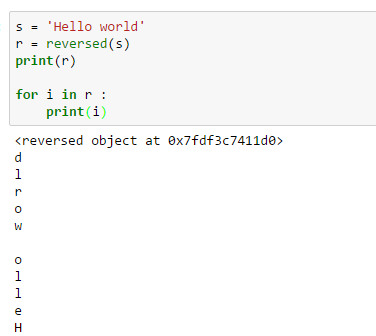 s = 'Hello world'
r = reversed(s)
print(r)

for i in r :
    print(i)
<reversed object at 0x7fdf3c7411d0>
d
l
r
o
w

o
l
l
e
H